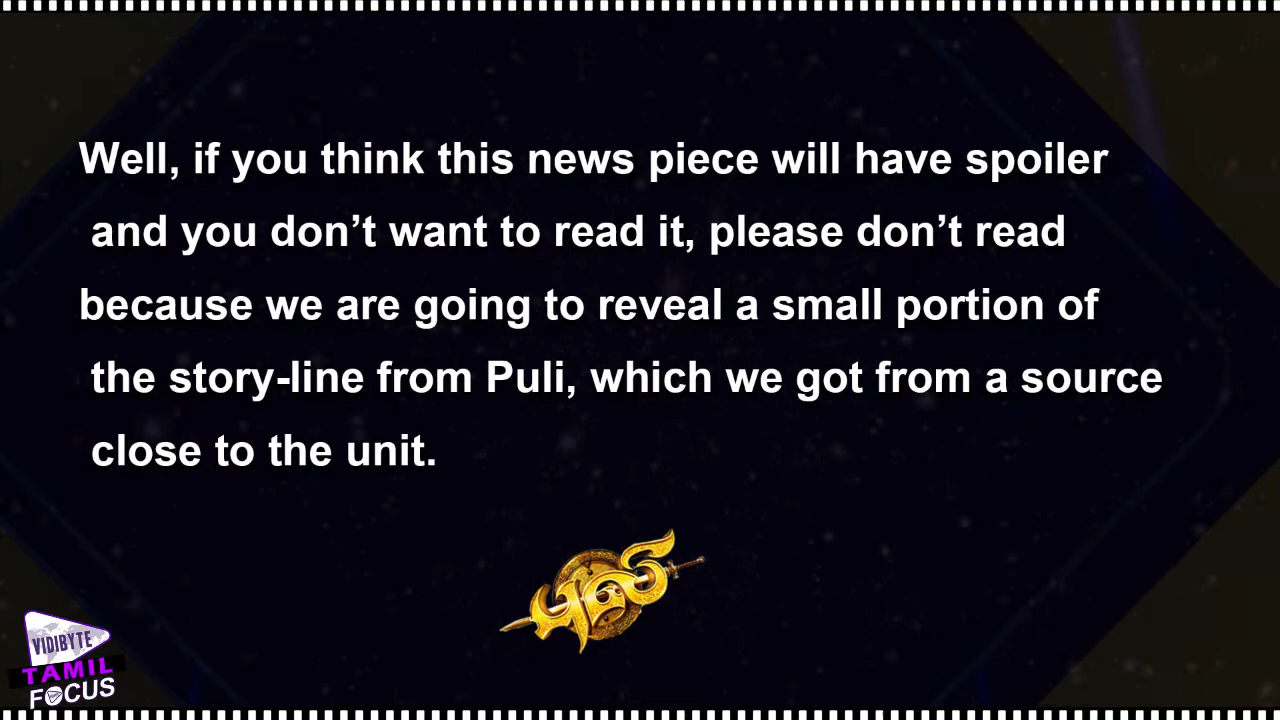 Well, if you think this news piece will have spoiler
and you don’t want to read it, please don’t read
because we are going to reveal a small portion of
the story-line from Puli, which we got from a source
close to the unit.
புலி
VIDIBYTE
TAMIL
FOCUS